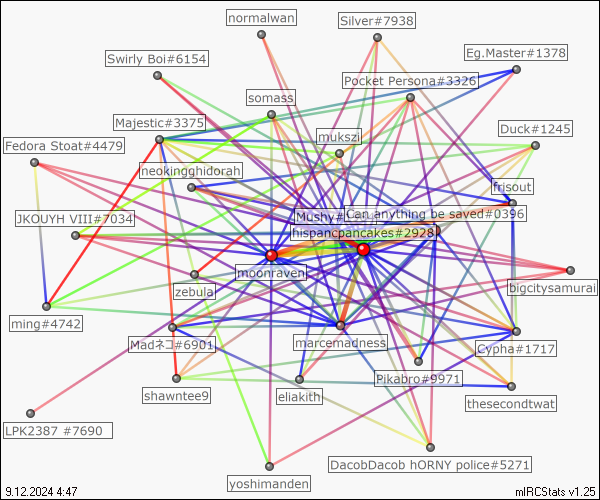 normalwan
Silver#7938
Swirly Boi#6154
Eg.Master#1378
Pocket Persona#3326
somass
Majestic#3375
Duck#1245
mukszi
Fedora Stoat#4479
neokingghidorah
frisout
JKOUYH VIII#7034
Can anything be saved#0396
hispancpancakes#2928
moonraven
bigcitysamurai
zebula
ming#4742
Madネコ#6901
marcemadness
Cypha#1717
Pikabro#9971
shawntee9
eliakith
thesecondtwat
LPK2387 #7690
DacobDacob hORNY police#5271
yoshimanden
9.12.2024 4:47
mIRCStats v1.25